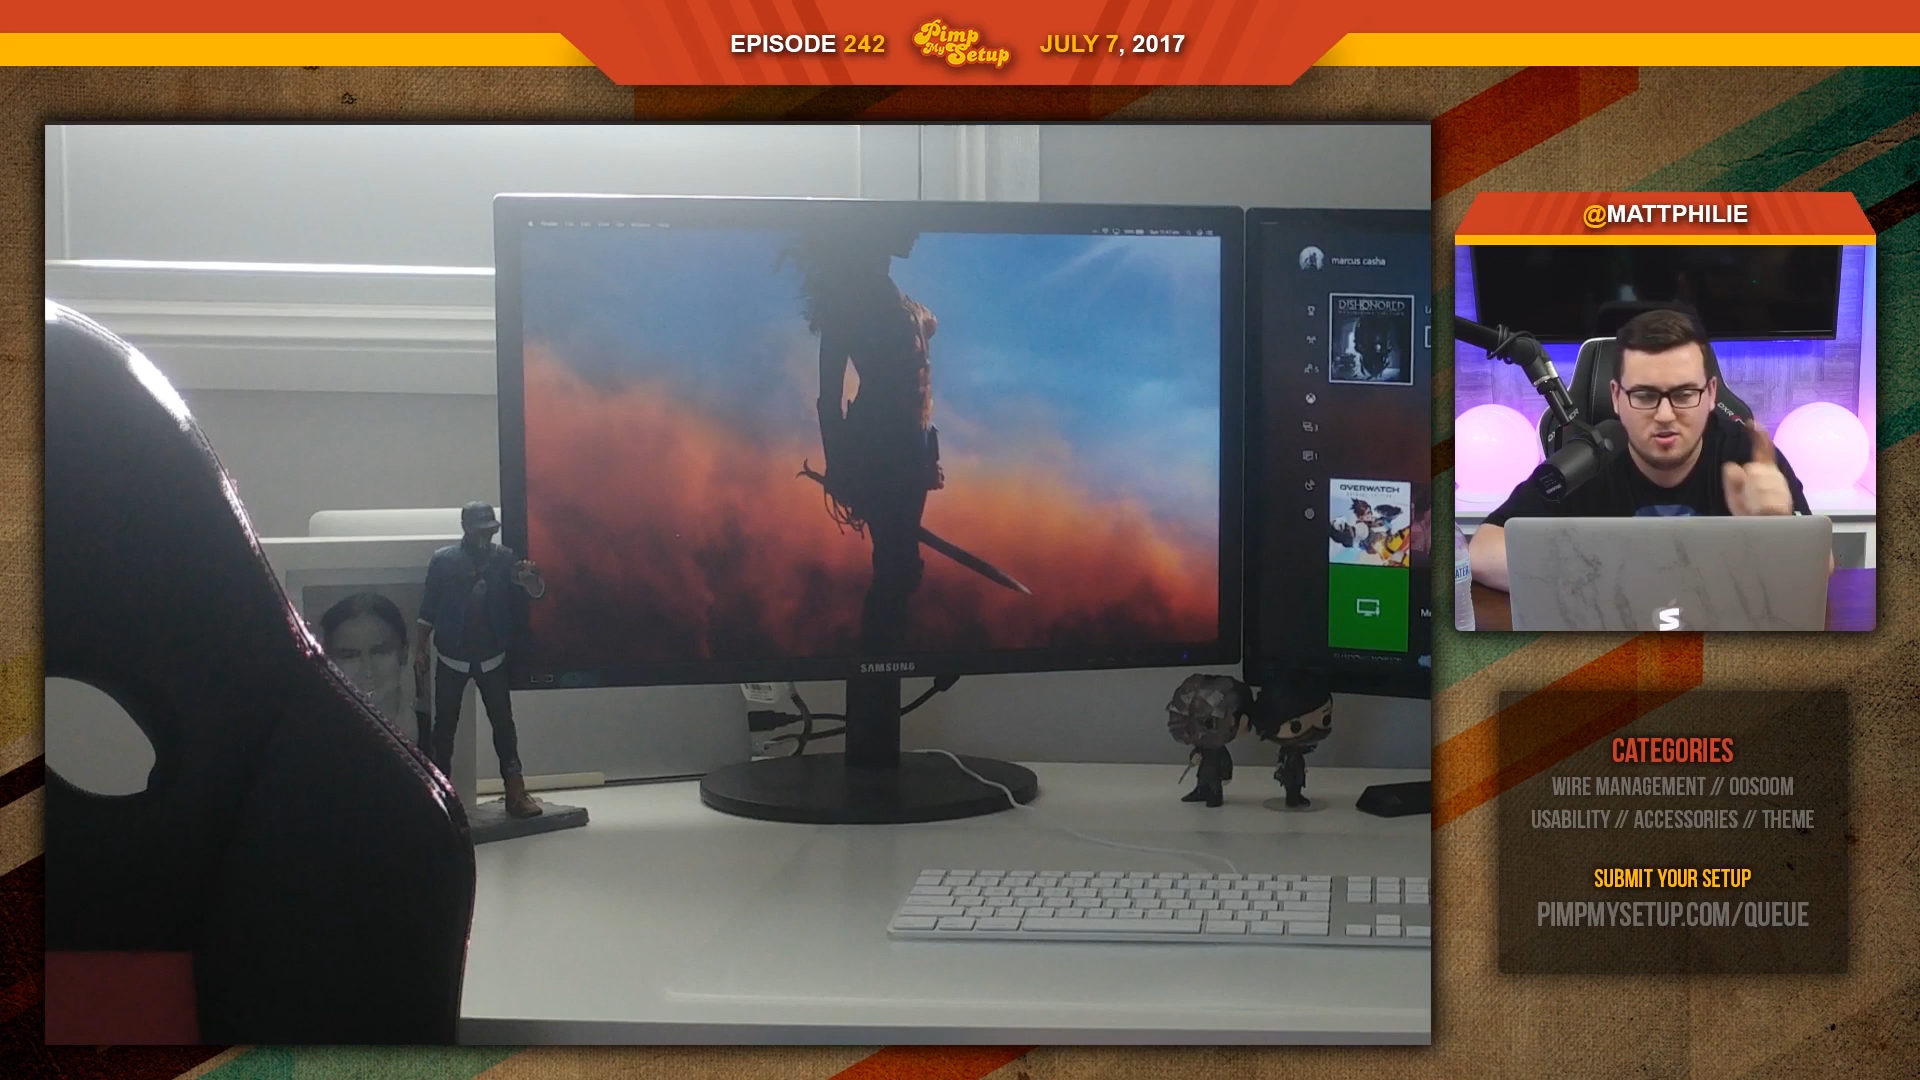 EPISODE 242
Pimp
My
Setup
JULY 7, 2017
@MATTPHILIE
marcus casha
DISHONORED
OVERWATCH
SAMSUNG
DXR
CATEGORIES
WIRE MANAGEMENT // OOSOOM
USABILITY // ACCESSORIES // THEME
SUBMIT YOUR SETUP
PIMPMYSETUP.COM/QUEUE